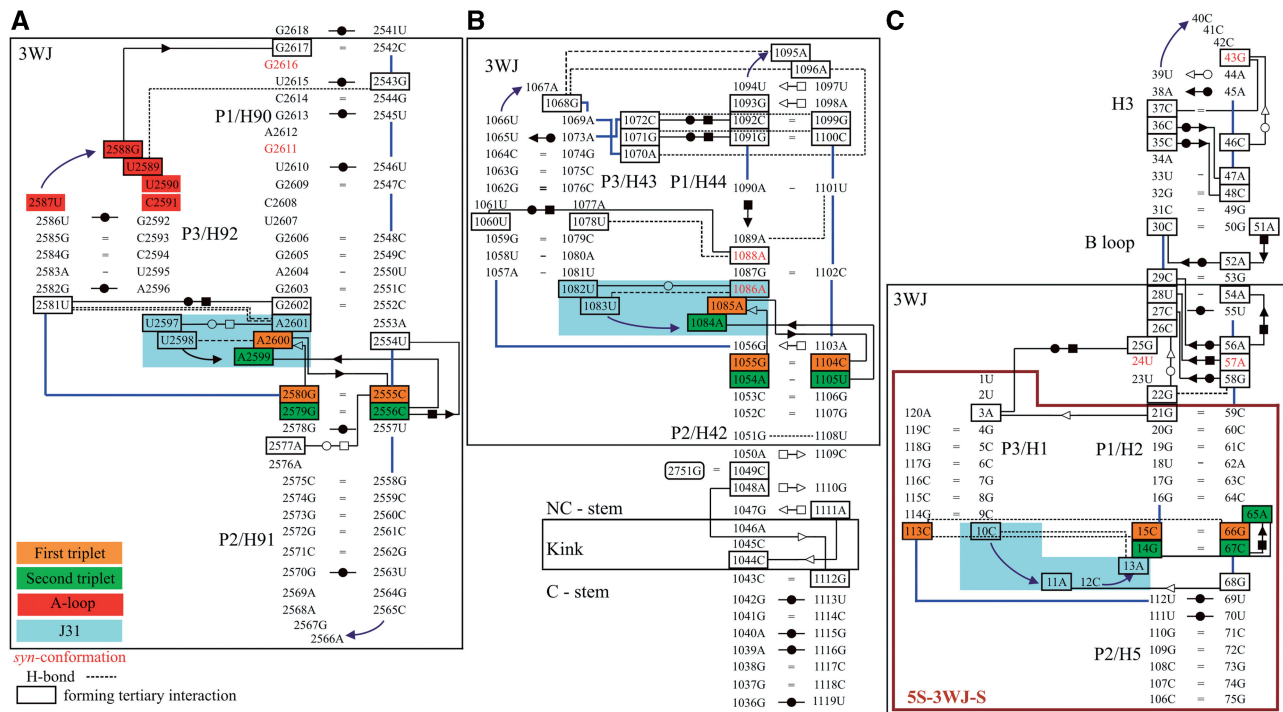 A
G2618 2541U
3WJ
G2617 = 2542C
G2616
U2615 2543G
P1/H90
C2614 = 2544G
G2613 2545U
A2612
G2611
2588G
U2589 U2610 2546U
U2590 G2609 = 2547C
2587U C2591 C2608
2586U G2592 U2607
P3/H92
2585G = C2593 G2606 = 2548C
2584G = C2594 G2605 = 2549C
2583A - U2595 A2604 - 2550U
2582G A2596 G2603 = 2551C
2581U G2602 = 2552C
U2597 A2601 2553A
U2598 A2600 2554U
A2599
2580G 2555C
2579G 2556C
2578G 2557U
2577A
2576A
2575C = 2558G
2574G = 2559C
2573G = 2560C
P2/H91
2572G = 2561C
2571C = 2562G
2570G 2563U
2569A 2564G
2568A 2565C
2567G
2566A
First triplet
Second triplet
A-loop
J31
syn-conformation
H-bond
forming tertiary interaction
B
3WJ
1095A
1096A
1067A 1094U 1097U
1068G 1093G 1098A
1066U 1069A 1072C 1092C = 1099G
1065U 1073A 1071G 1091G = 1100C
1064C = 1074G 1070A
1063G = 1075C P3/H43 P1/H44
1062G = 1076C 1090A - 1101U
1061U 1077A
1060U 1078U 1089A
1059G = 1079C 1088A
1058U - 1080A
1057A - 1081U 1087G = 1102C
1082U 1086A
1083U 1085A
1084A
1056G 1103A
1055G = 1104C
1054A - 1105U
1053C = 1106G
1052C = 1107G
P2/H42
1051G 1108U
1050A 1109C
2751G = 1049C
1048A 1110G
NC - stem
1047G 1111A
1046A
Kink 1045C
1044C
C - stem
1043C = 1112G
1042G 1113U
1041G = 1114C
1040A 1115G
1039A 1116G
1038G = 1117C
1037G = 1118C
1036G 1119U
C
40C
41C
42C
43G
39U 44A
38A 45A
H3
37C
36C
35C 46C
34A
33U - 47A
32G = 48C
31C = 49G
30C = 50G 51A
B loop
52A
29C = 53G
3WJ
28U - 54A
27C 55U
26C
25G 56A
24U 57A
23U 58G
1U
2U 22G
120A 3A 21G = 59C
119C = 4G 20G = 60C
118G = 5C P3/H1 P1/H2 19G = 61C
117G = 6C 18U - 62A
116C = 7G 17G = 63C
115C = 8G 16G = 64C
114G = 9C 65A
113C 10C 15C = 66G
14G = 67C
13A
11A 12C 68G
112U 69U
111U 70U
110G = 71C
P2/H5
109G = 72C
108C = 73G
107C = 74G
106C = 75G
5S-3WJ-S